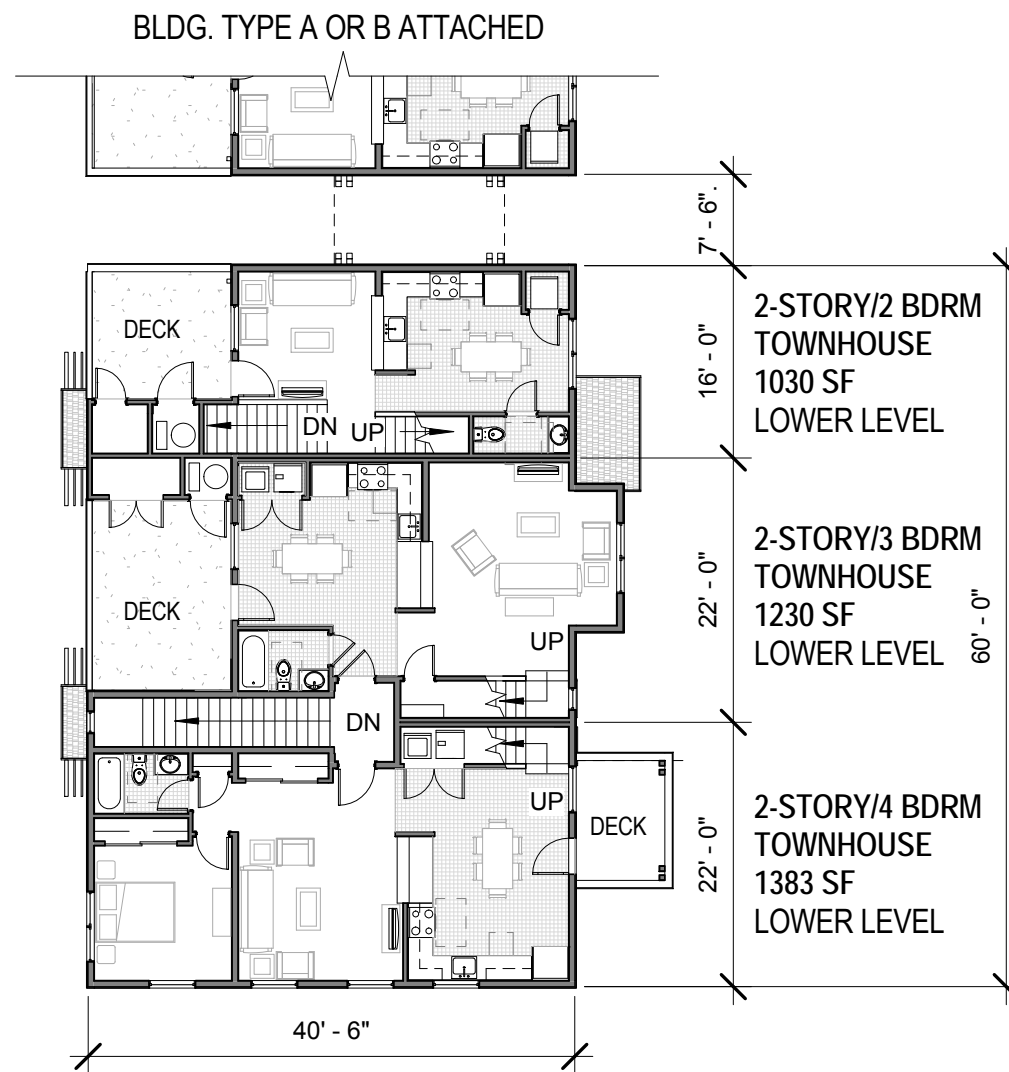 BLDG. TYPE A OR B ATTACHED
7' - 6".
DECK
DN
UP
16' - 0"
2-STORY/2 BDRM
TOWNHOUSE
1030 SF
LOWER LEVEL
DECK
UP
22' - 0"
2-STORY/3 BDRM
TOWNHOUSE
1230 SF
LOWER LEVEL
60' - 0"
DN
UP
DECK
22' - 0"
2-STORY/4 BDRM
TOWNHOUSE
1383 SF
LOWER LEVEL
40' - 6"